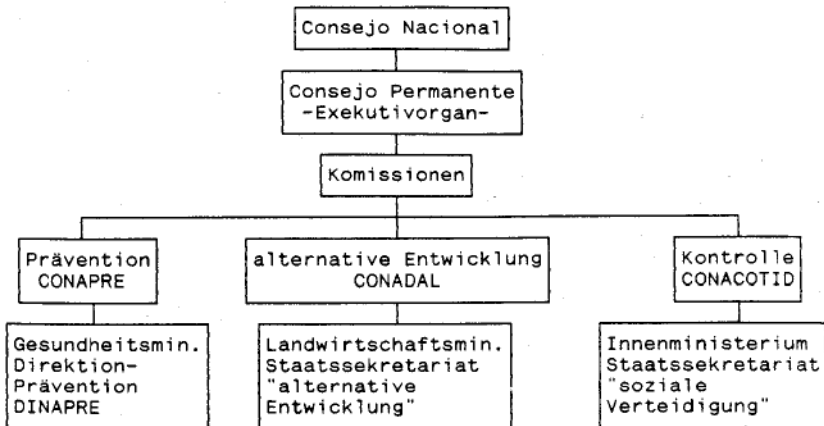 Consejo Nacional
Consejo Permanente
-Exekutivorgan-
Komissionen
Prävention
CONAPRE
alternative Entwicklung
CONADAL
Kontrolle
CONACOTID
Gesundheitsmin.
Direktion-
Prävention
DINAPRE
Landwirtschaftsmin.
Staatssekretariat
"alternative
Entwicklung"
Innenministerium
Staatssekretariat
"soziale
Verteidigung"